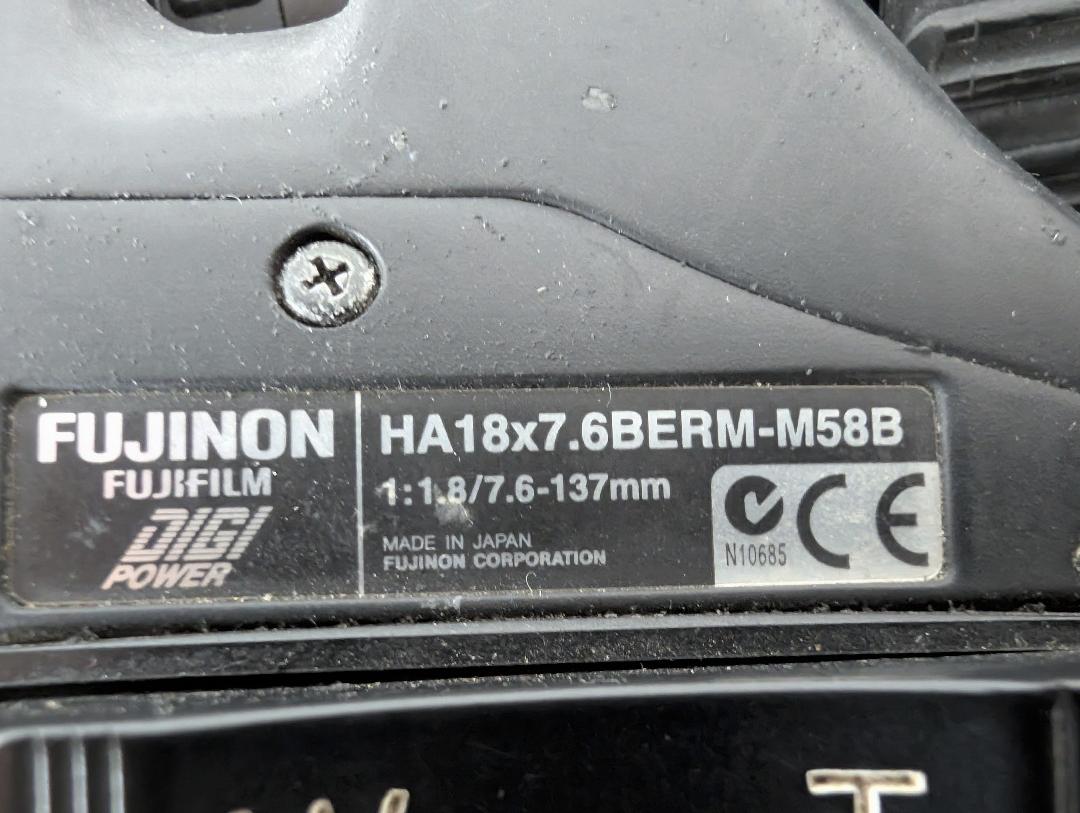 FUJINON
FUJIFILM
DIGI
POWER
HA18x7.6BERM-M58B
1:1.8/7.6-137mm
MADE IN JAPAN
FUJINON CORPORATION
N10685
CE
T